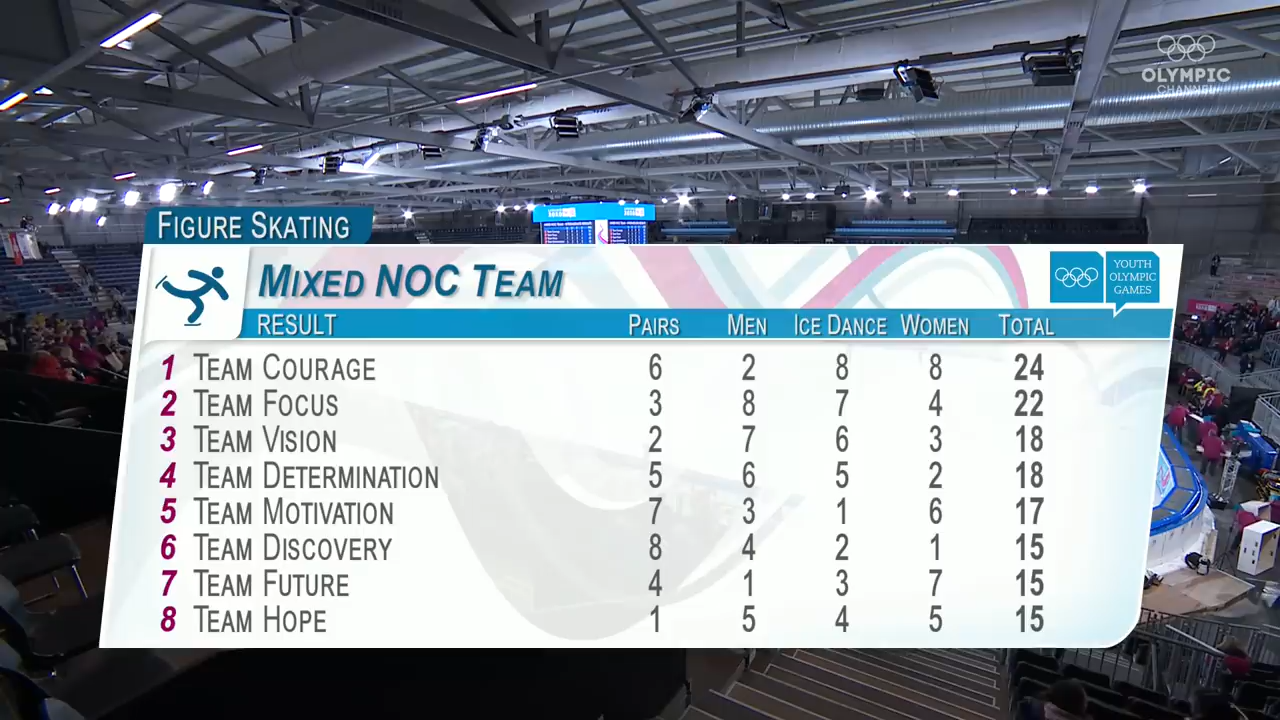 OLYMPIC
CHANNEL
FIGURE SKATING
MIXED NOC TEAM
YOUTH
OLYMPIC
GAMES
RESULT PAIRS MEN ICE DANCE WOMEN TOTAL
1 TEAM COURAGE 6 2 8 8 24
2 TEAM FOCUS 3 8 7 4 22
3 TEAM VISION 2 7 6 3 18
4 TEAM DETERMINATION 5 6 5 2 18
5 TEAM MOTIVATION 7 3 1 6 17
6 TEAM DISCOVERY 8 4 2 1 15
7 TEAM FUTURE 4 1 3 7 15
8 TEAM HOPE 1 5 4 5 15